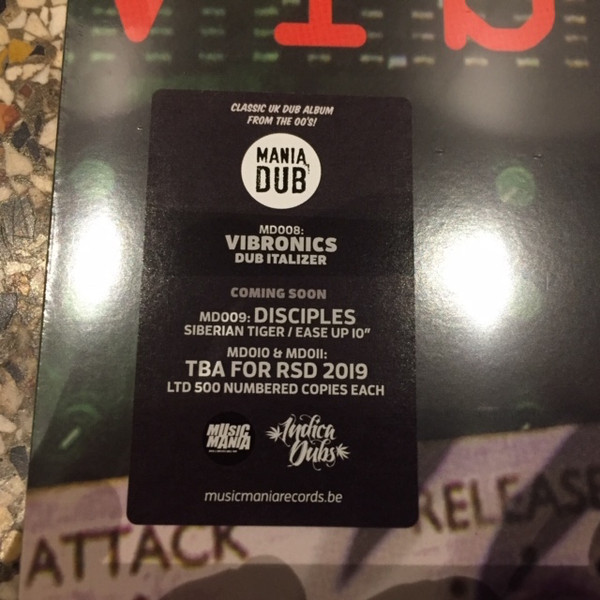 VIB
CLASSIC UK DUB ALBUM
FROM THE 00'S!
MANIA
DUB
MD008:
VIBRONICS
DUB ITALIZER
COMING SOON
MD009: DISCIPLES
SIBERIAN TIGER / EASE UP 10"
MD010 & MD011:
TBA FOR RSD 2019
LTD 500 NUMBERED COPIES EACH
MUSIC
MANIA
Indica
Dubs
musicmaniarecords.be
ATTACK
RELEASE